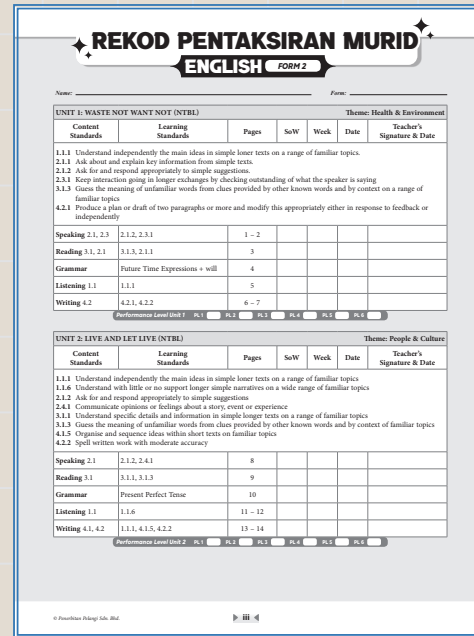 REKOD PENTAKSIRAN MURID
ENGLISH FORM 2
Name: Form:
UNIT 1: WASTE NOT WANT NOT (NTBL) Theme: Health & Environment
Content Standards Learning Standards Pages SoW Week Date Teacher's Signature & Date
1.1.1 Understand independently the main ideas in simple loner texts on a range of familiar topics.
2.1.1 Ask about and explain key information from simple texts.
2.1.2 Ask for and respond appropriately to simple suggestions.
2.3.1 Keep interaction going in longer exchanges by checking outstanding of what the speaker is saying
3.1.3 Guess the meaning of unfamiliar words from clues provided by other known words and by context on a range of
familiar topics
4.2.1 Produce a plan or draft of two paragraphs or more and modify this appropriately either in response to feedback or
independently
Speaking 2.1, 2.3 2.1.2, 2.3.1 1 – 2
Reading 3.1, 2.1 3.1.3, 2.1.1 3
Grammar Future Time Expressions + will 4
Listening 1.1 1.1.1 5
Writing 4.2 4.2.1, 4.2.2 6 – 7
Performance Level Unit 1 PL 1 PL 2 PL 3 PL 4 PL 5 PL 6
UNIT 2: LIVE AND LET LIVE (NTBL) Theme: People & Culture
Content Standards Learning Standards Pages SoW Week Date Teacher's Signature & Date
1.1.1 Understand independently the main ideas in simple loner texts on a range of familiar topics
1.1.6 Understand with little or no support longer simple narratives on a wide range of familiar topics
2.1.2 Ask for and respond appropriately to simple suggestions
2.4.1 Communicate opinions or feelings about a story, event or experience
3.1.1 Understand specific details and information in simple longer texts on a range of familiar topics
3.1.3 Guess the meaning of unfamiliar words from clues provided by other known words and by context of familiar topics
4.1.5 Organise and sequence ideas within short texts on familiar topics
4.2.2 Spell written work with moderate accuracy
Speaking 2.1 2.1.2, 2.4.1 8
Reading 3.1 3.1.1, 3.1.3 9
Grammar Present Perfect Tense 10
Listening 1.1 1.1.6 11 – 12
Writing 4.1, 4.2 1.1.1, 4.1.5, 4.2.2 13 – 14
Performance Level Unit 2 PL 1 PL 2 PL 3 PL 4 PL 5 PL 6
© Penerbitan Pelangi Sdn. Bhd. iii